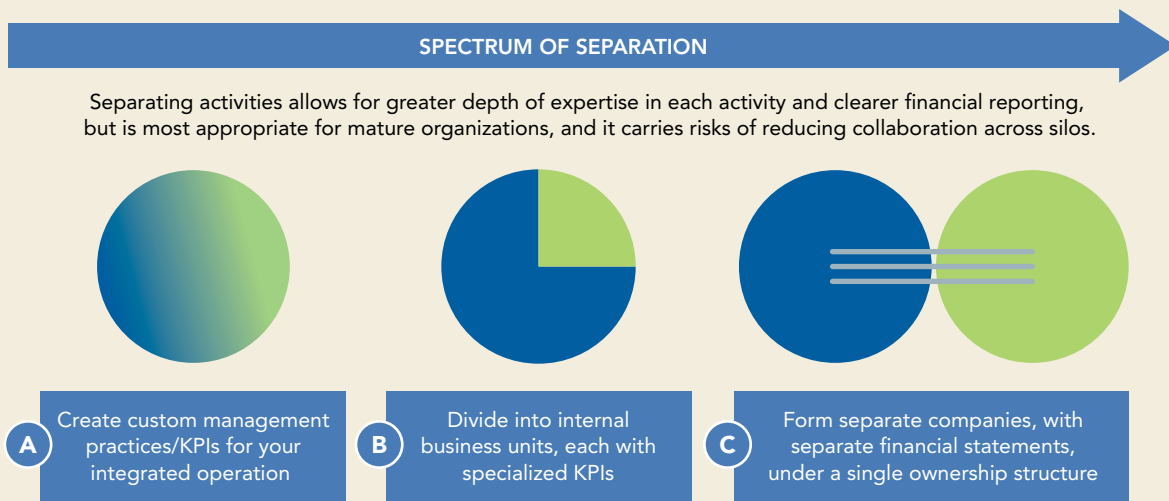 SPECTRUM OF SEPARATION
Separating activities allows for greater depth of expertise in each activity and clearer financial reporting,
but is most appropriate for mature organizations, and it carries risks of reducing collaboration across silos.
A
Create custom management
practices/KPIs for your
integrated operation
B
Divide into internal
business units, each with
specialized KPIs
C
Form separate companies, with
separate financial statements,
under a single ownership structure